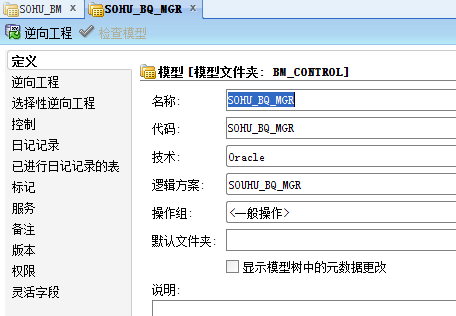 SOHU_BM × SOHU_BQ_MGR ×
逆向工程 检查模型
定义
逆向工程
选择性逆向工程
控制
日记记录
已进行日记记录的表
标记
服务
备注
版本
权限
灵活字段
模型 [模型文件夹: BM_CONTROL]
名称: SOHU_BQ_MGR
代码: SOHU_BQ_MGR
技术: Oracle
逻辑方案: SOUHU_BQ_MGR
操作组: <一般操作>
默认文件夹:
显示模型树中的元数据更改
说明: